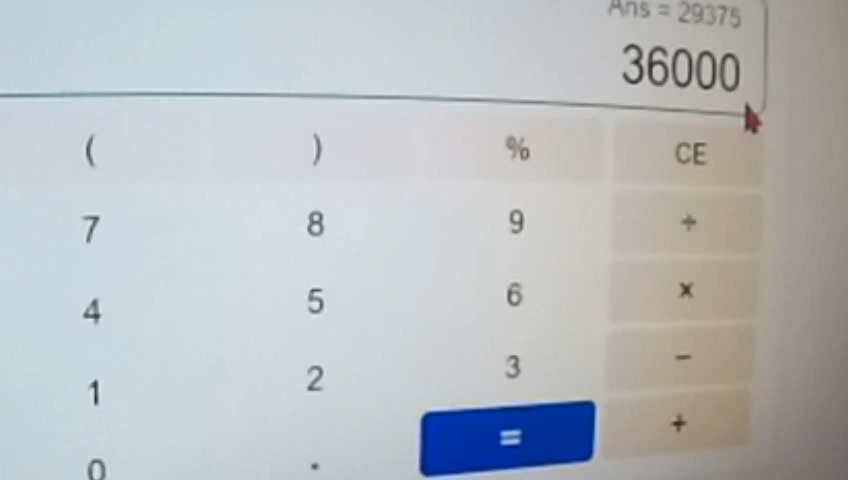 Ans = 29375
36000
( ) % CE
7 8 9 ÷
4 5 6 ×
1 2 3 −
0 . = +